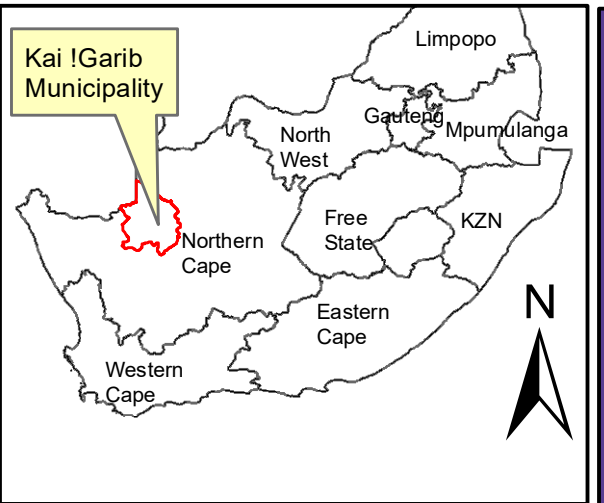 Kai !Garib
Municipality
Limpopo
Gauteng
Mpumulanga
North
West
Free
State
KZN
Northern
Cape
N
Eastern
Cape
Western
Cape